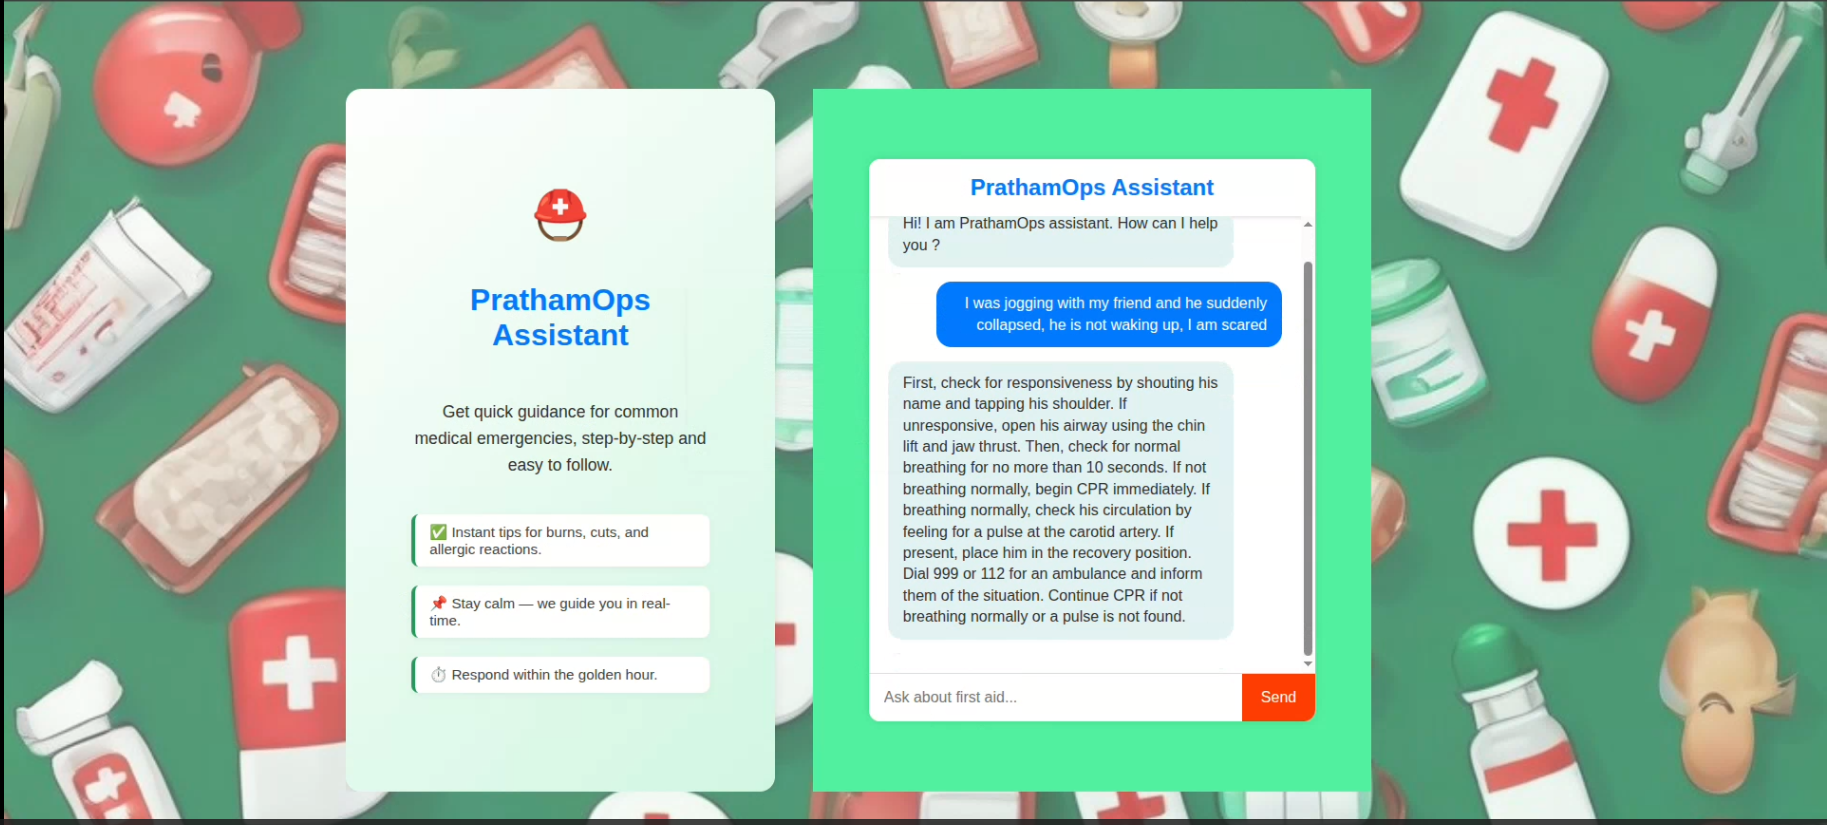 PrathamOps
Assistant
Get quick guidance for common
medical emergencies, step-by-step and
easy to follow.
✅ Instant tips for burns, cuts, and
allergic reactions.
📌 Stay calm — we guide you in real-
time.
⏱️ Respond within the golden hour.
PrathamOps Assistant
Hi! I am PrathamOps assistant. How can I help
you ?
I was jogging with my friend and he suddenly
collapsed, he is not waking up, I am scared
First, check for responsiveness by shouting his
name and tapping his shoulder. If
unresponsive, open his airway using the chin
lift and jaw thrust. Then, check for normal
breathing for no more than 10 seconds. If not
breathing normally, begin CPR immediately. If
breathing normally, check his circulation by
feeling for a pulse at the carotid artery. If
present, place him in the recovery position.
Dial 999 or 112 for an ambulance and inform
them of the situation. Continue CPR if not
breathing normally or a pulse is not found.
Ask about first aid...
Send